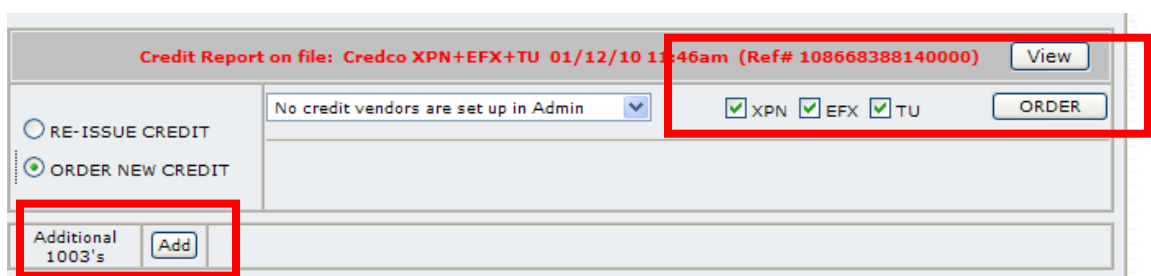 Credit Report on file: Credco XPN+EFX+TU 01/12/10 11:46am (Ref# 108668388140000) View
No credit vendors are set up in Admin XPN EFX TU ORDER
RE-ISSUE CREDIT
ORDER NEW CREDIT
Additional
1003's
Add